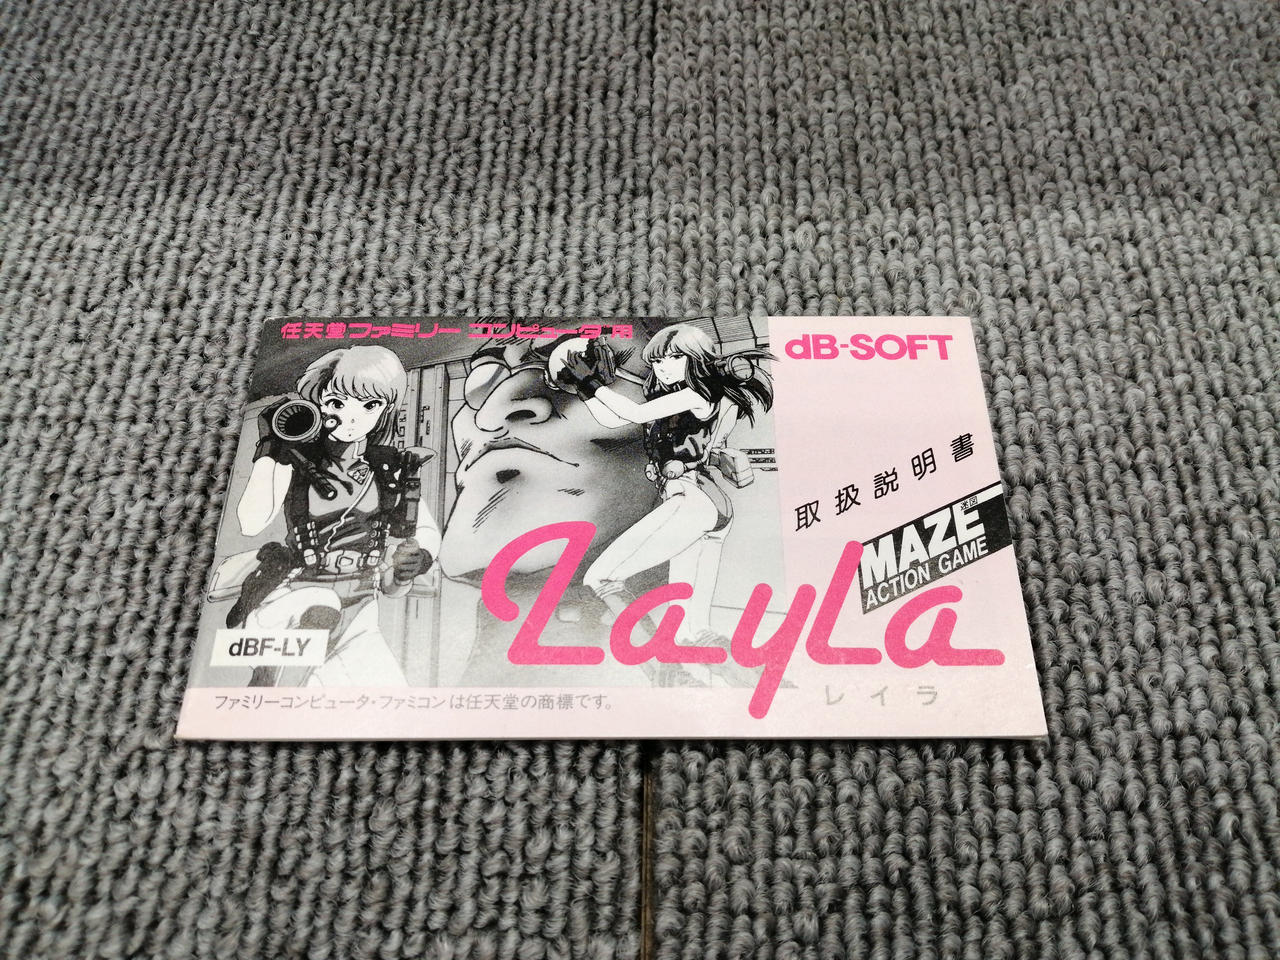 任天堂ファミリーコンピュータ用
dB-SOFT
取扱説明書
迷図
MAZE
ACTION GAME
Layla
レイラ
dBF-LY
ファミリーコンピュータ・ファミコンは任天堂の商標です。